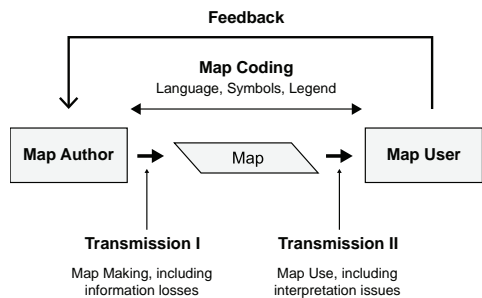 Feedback
Map Coding
Language, Symbols, Legend
Map Author
Map
Map User
Transmission I
Map Making, including
information losses
Transmission II
Map Use, including
interpretation issues